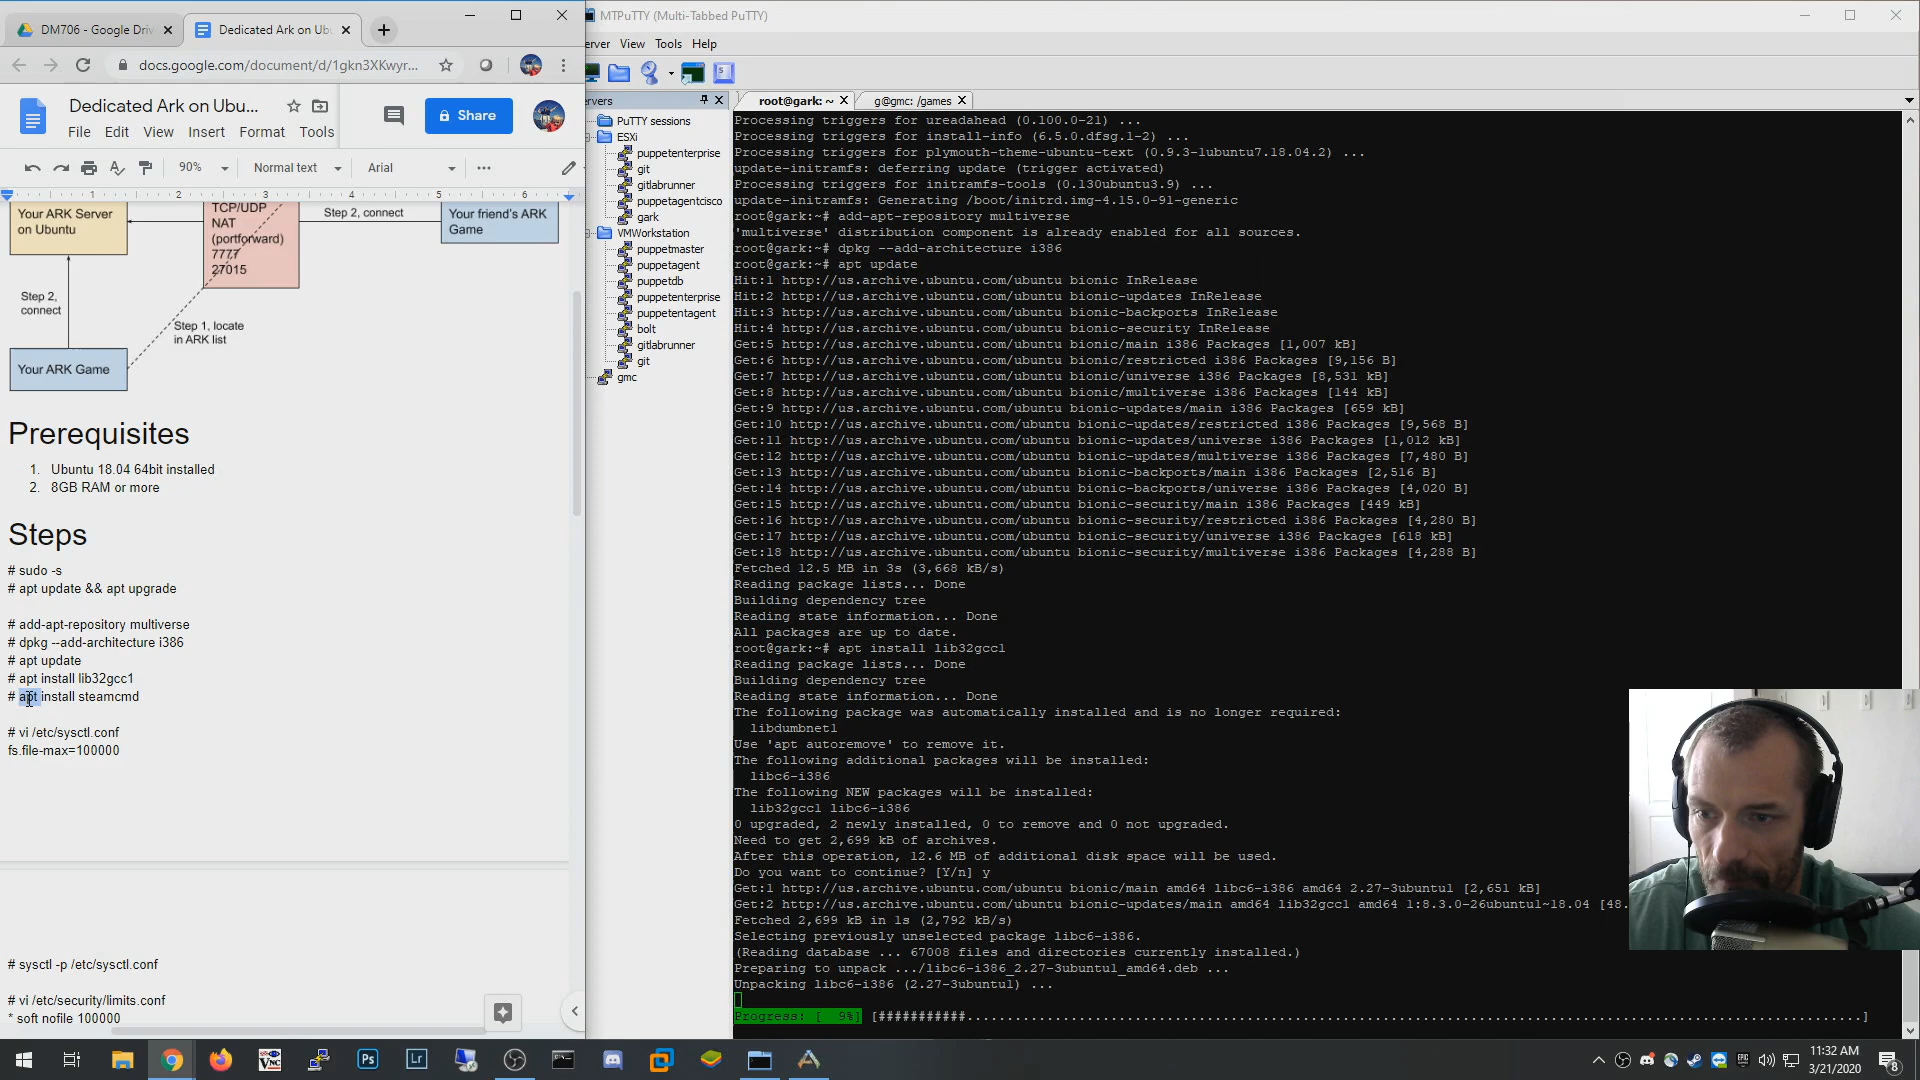 DM706 - Google Driv
Dedicated Ark on Ubu
docs.google.com/document/d/1gkn3XKwyr...
Dedicated Ark on Ubu...
File Edit View Insert Format Tools
Share
90% Normal text Arial
1 2 3 4 5 6
Your ARK Server
on Ubuntu
TCP/UDP
NAT
(portforward)
7777
27015
Step 2, connect
Your friend's ARK
Game
Step 2,
connect
Step 1, locate
in ARK list
Your ARK Game
Prerequisites
1. Ubuntu 18.04 64bit installed
2. 8GB RAM or more
Steps
# sudo -s
# apt update && apt upgrade
# add-apt-repository multiverse
# dpkg --add-architecture i386
# apt update
# apt install lib32gcc1
# apt install steamcmd
# vi /etc/sysctl.conf
fs.file-max=100000
# sysctl -p /etc/sysctl.conf
# vi /etc/security/limits.conf
* soft nofile 100000
MTPuTTY (Multi-Tabbed PuTTY)
erver View Tools Help
ervers
PuTTY sessions
ESXi
puppetenterprise
git
gitlabrunner
puppetagentcisco
gark
VMWorkstation
puppetmaster
puppetagent
puppetdb
puppetenterprise
puppetentagent
bolt
gitlabrunner
git
gmc
root@gark: ~
g@gmc: /games
Processing triggers for ureadahead (0.100.0-21) ...
Processing triggers for install-info (6.5.0.dfsg.1-2) ...
Processing triggers for plymouth-theme-ubuntu-text (0.9.3-1ubuntu7.18.04.2) ...
update-initramfs: deferring update (trigger activated)
Processing triggers for initramfs-tools (0.130ubuntu3.9) ...
update-initramfs: Generating /boot/initrd.img-4.15.0-91-generic
root@gark:~# add-apt-repository multiverse
'multiverse' distribution component is already enabled for all sources.
root@gark:~# dpkg --add-architecture i386
root@gark:~# apt update
Hit:1 http://us.archive.ubuntu.com/ubuntu bionic InRelease
Hit:2 http://us.archive.ubuntu.com/ubuntu bionic-updates InRelease
Hit:3 http://us.archive.ubuntu.com/ubuntu bionic-backports InRelease
Hit:4 http://us.archive.ubuntu.com/ubuntu bionic-security InRelease
Get:5 http://us.archive.ubuntu.com/ubuntu bionic/main i386 Packages [1,007 kB]
Get:6 http://us.archive.ubuntu.com/ubuntu bionic/restricted i386 Packages [9,156 B]
Get:7 http://us.archive.ubuntu.com/ubuntu bionic/universe i386 Packages [8,531 kB]
Get:8 http://us.archive.ubuntu.com/ubuntu bionic/multiverse i386 Packages [144 kB]
Get:9 http://us.archive.ubuntu.com/ubuntu bionic-updates/main i386 Packages [659 kB]
Get:10 http://us.archive.ubuntu.com/ubuntu bionic-updates/restricted i386 Packages [9,568 B]
Get:11 http://us.archive.ubuntu.com/ubuntu bionic-updates/universe i386 Packages [1,012 kB]
Get:12 http://us.archive.ubuntu.com/ubuntu bionic-updates/multiverse i386 Packages [7,480 B]
Get:13 http://us.archive.ubuntu.com/ubuntu bionic-backports/main i386 Packages [2,516 B]
Get:14 http://us.archive.ubuntu.com/ubuntu bionic-backports/universe i386 Packages [4,020 B]
Get:15 http://us.archive.ubuntu.com/ubuntu bionic-security/main i386 Packages [449 kB]
Get:16 http://us.archive.ubuntu.com/ubuntu bionic-security/restricted i386 Packages [4,280 B]
Get:17 http://us.archive.ubuntu.com/ubuntu bionic-security/universe i386 Packages [618 kB]
Get:18 http://us.archive.ubuntu.com/ubuntu bionic-security/multiverse i386 Packages [4,288 B]
Fetched 12.5 MB in 3s (3,668 kB/s)
Reading package lists... Done
Building dependency tree
Reading state information... Done
All packages are up to date.
root@gark:~# apt install lib32gcc1
Reading package lists... Done
Building dependency tree
Reading state information... Done
The following package was automatically installed and is no longer required:
libdumbnet1
Use 'apt autoremove' to remove it.
The following additional packages will be installed:
libc6-i386
The following NEW packages will be installed:
lib32gcc1 libc6-i386
0 upgraded, 2 newly installed, 0 to remove and 0 not upgraded.
Need to get 2,699 kB of archives.
After this operation, 12.6 MB of additional disk space will be used.
Do you want to continue? [Y/n] y
Get:1 http://us.archive.ubuntu.com/ubuntu bionic/main amd64 libc6-i386 amd64 2.27-3ubuntu1 [2,651 kB]
Get:2 http://us.archive.ubuntu.com/ubuntu bionic-updates/main amd64 lib32gcc1 amd64 1:8.3.0-26ubuntu1~18.04 [48.
Fetched 2,699 kB in 1s (2,792 kB/s)
Selecting previously unselected package libc6-i386.
(Reading database ... 67008 files and directories currently installed.)
Preparing to unpack .../libc6-i386_2.27-3ubuntu1_amd64.deb ...
Unpacking libc6-i386 (2.27-3ubuntu1) ...
Progress: [  9%] [###########.....................................................................................................]
Ps
Lr
11:32 AM
3/21/2020
8